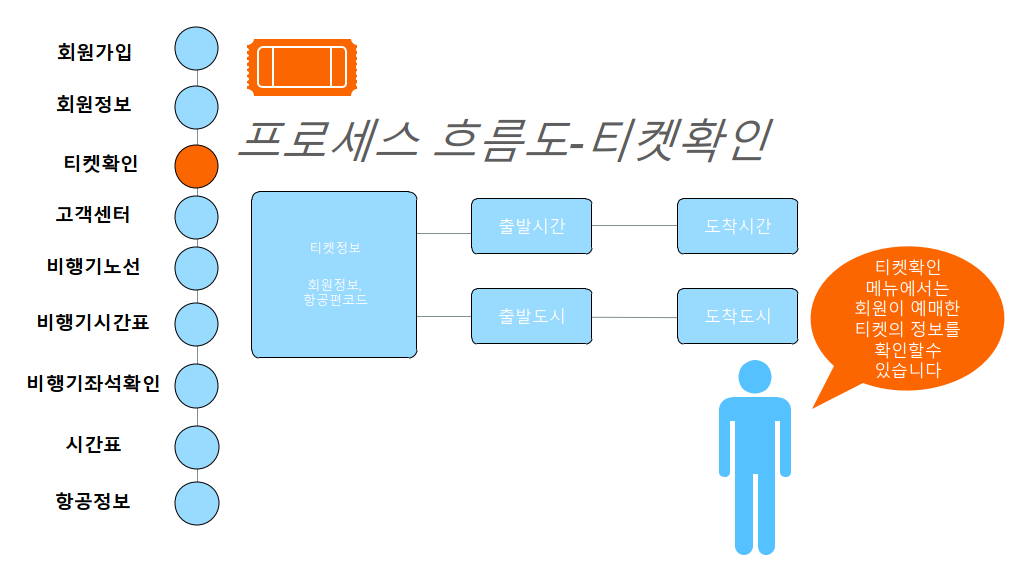 회원가입
회원정보
티켓확인
고객센터
비행기노선
비행기시간표
비행기좌석확인
시간표
항공정보
프로세스 흐름도-티켓확인
티켓정보
회원정보,
항공편코드
출발시간
도착시간
출발도시
도착도시
티켓확인
메뉴에서는
회원이 예매한
티켓의 정보를
확인할수
있습니다